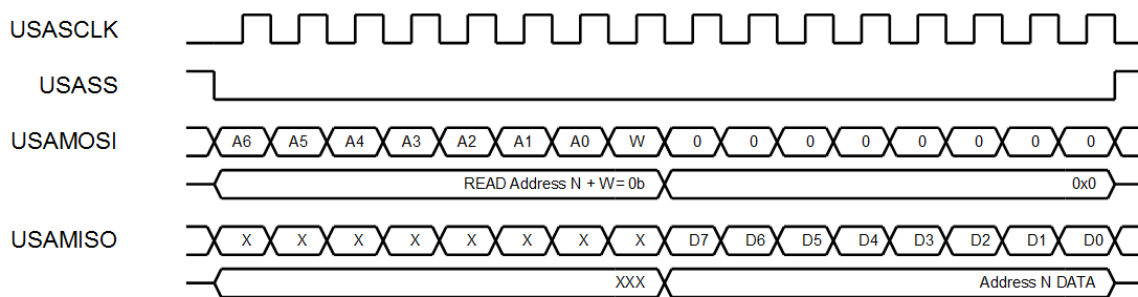 USASCLK
USASS
USAMOSI A6 A5 A4 A3 A2 A1 A0 W 0 0 0 0 0 0 0 0
READ Address N + W= 0b 0x0
USAMISO X X X X X X X X D7 D6 D5 D4 D3 D2 D1 D0
XXX Address N DATA